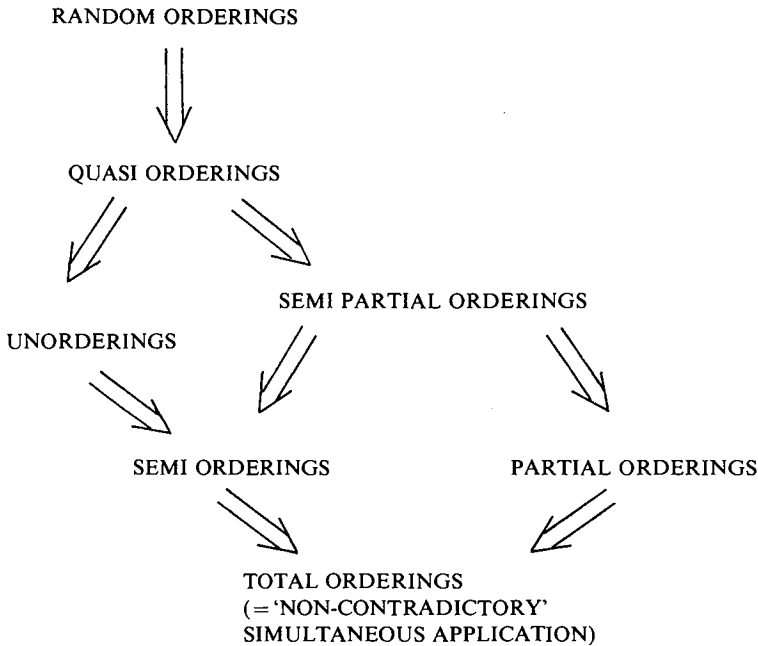 RANDOM ORDERINGS
QUASI ORDERINGS
SEMI PARTIAL ORDERINGS
UNORDERINGS
SEMI ORDERINGS
PARTIAL ORDERINGS
TOTAL ORDERINGS
(='NON-CONTRADICTORY'
SIMULTANEOUS APPLICATION)